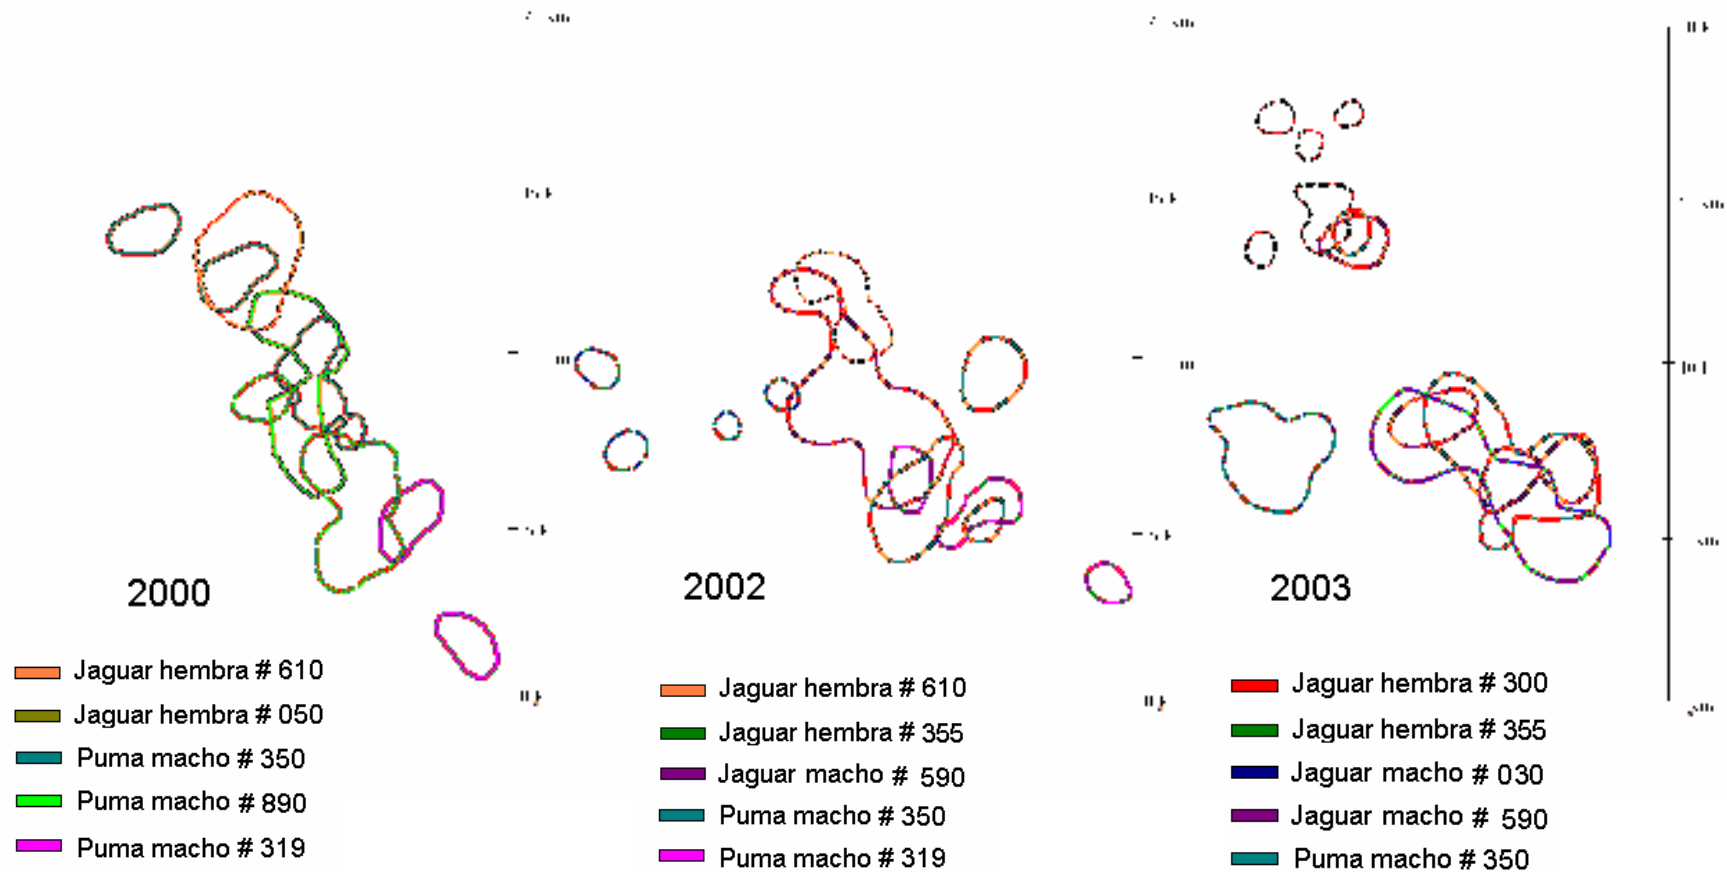 2000
Jaguar hembra # 610
Jaguar hembra # 050
Puma macho # 350
Puma macho # 890
Puma macho # 319
2002
Jaguar hembra # 610
Jaguar hembra # 355
Jaguar macho # 590
Puma macho # 350
Puma macho # 319
2003
Jaguar hembra # 300
Jaguar hembra # 355
Jaguar macho # 030
Jaguar macho # 590
Puma macho # 350